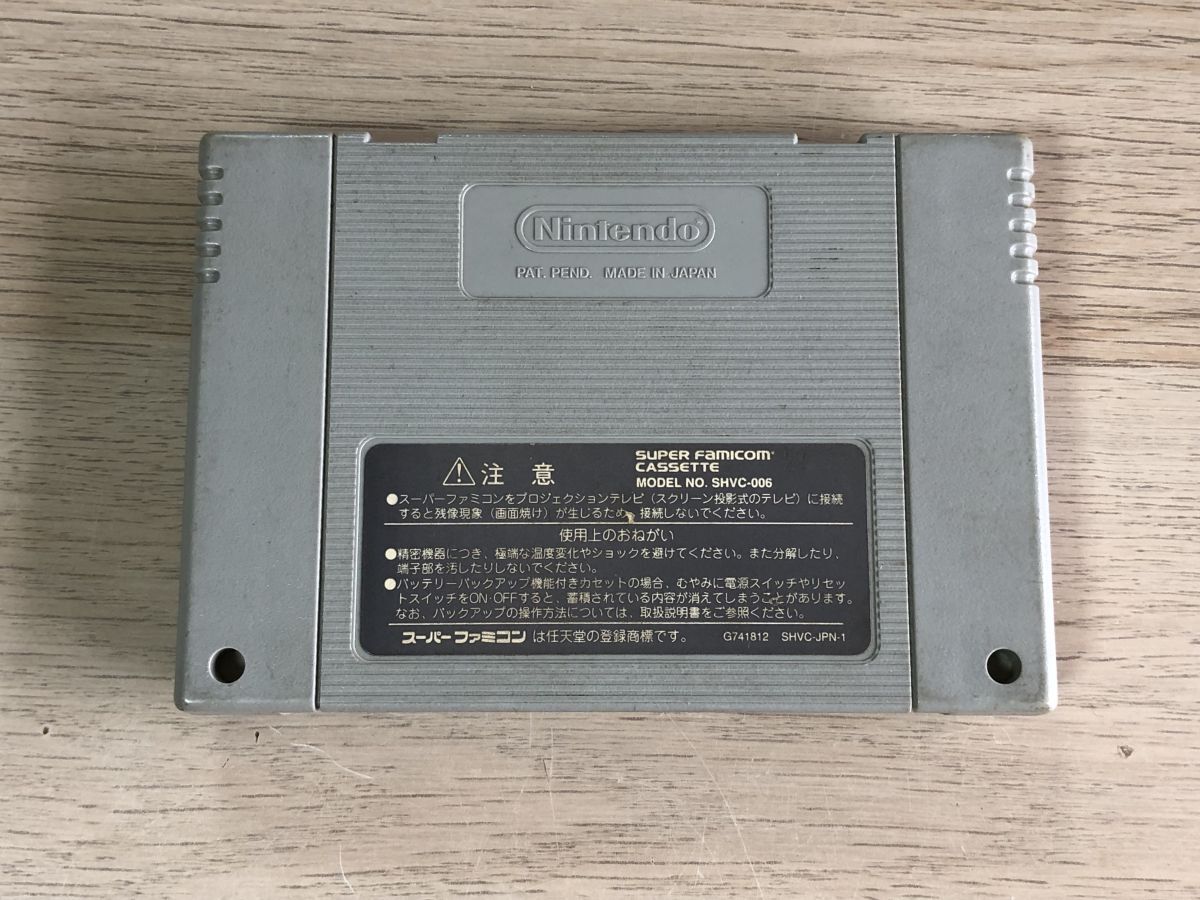 Nintendo
PAT. PEND. MADE IN JAPAN
注意
SUPER FAMICOM
CASSETTE
MODEL NO. SHVC-006
●スーパーファミコンをプロジェクションテレビ（スクリーン投影式のテレビ）に接続
すると残像現象（画面焼け）が生じるため、接続しないでください。
使用上のおねがい
●精密機器につき、極端な温度変化やショックを避けてください。また分解したり、
端子部を汚したりしないでください。
●バッテリーバックアップ機能付きカセットの場合、むやみに電源スイッチやリセッ
トスイッチをON・OFFすると、蓄積されている内容が消えてしまうことがあります。
なお、バックアップの操作方法については、取扱説明書をご参照ください。
スーパーファミコンは任天堂の登録商標です。 G741812 SHVC-JPN-1